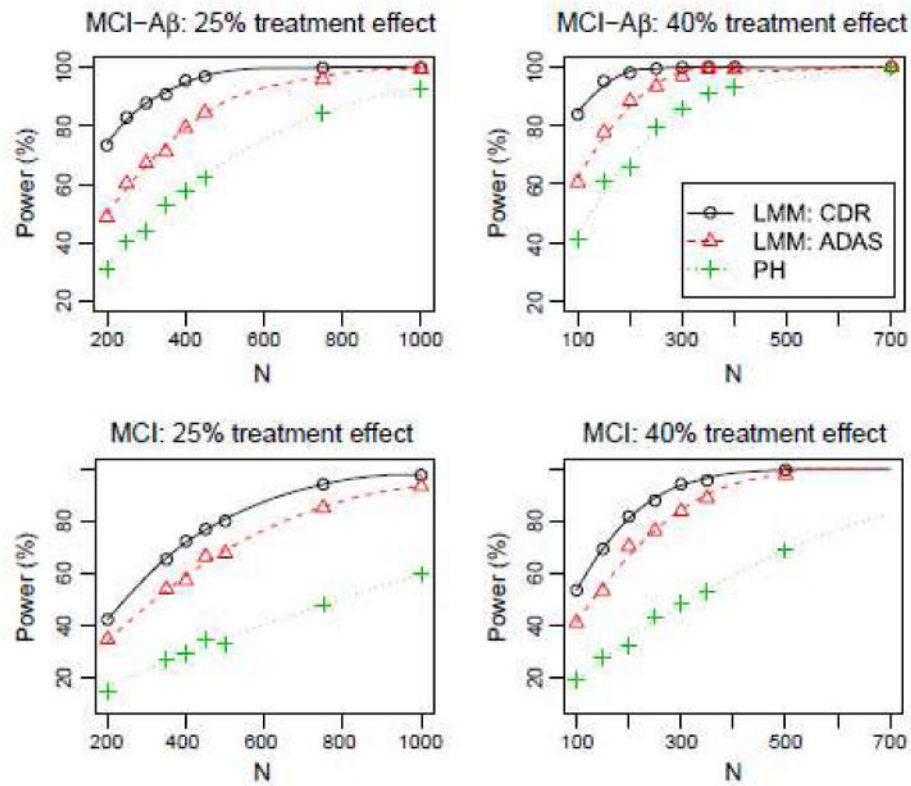 MCI−Aβ: 25% treatment effect
Power (%)
100
80
60
40
20
200 400 600 800 1000
N
MCI−Aβ: 40% treatment effect
Power (%)
100
80
60
40
20
LMM: CDR
LMM: ADAS
PH
100 300 500 700
N
MCI: 25% treatment effect
Power (%)
80
60
40
20
200 400 600 800 1000
N
MCI: 40% treatment effect
Power (%)
80
60
40
20
100 300 500 700
N